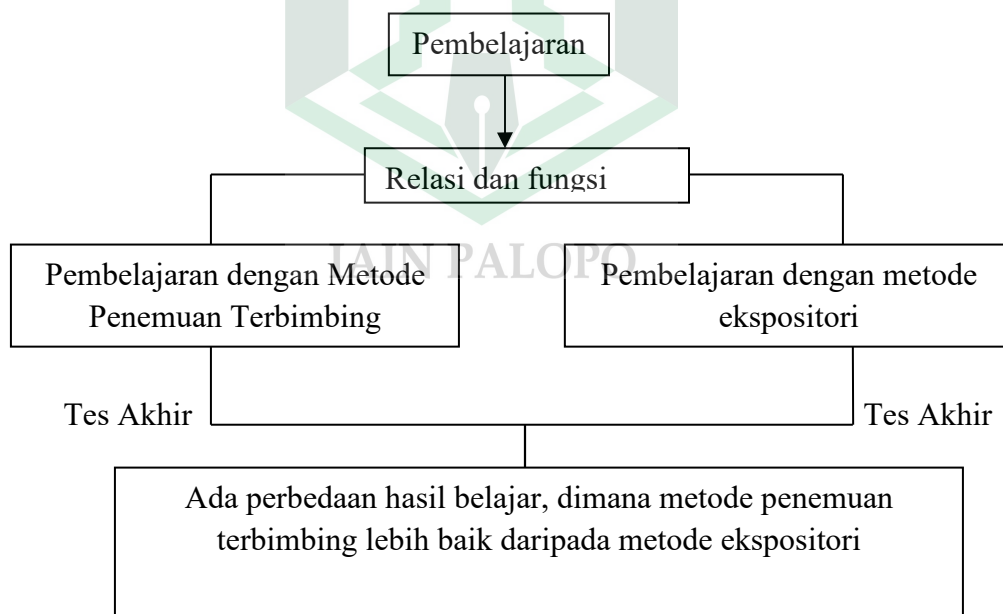 Pembelajaran
Relasi dan fungsi
IAIN PALOPO
Pembelajaran dengan Metode
Penemuan Terbimbing
Pembelajaran dengan metode
ekspositori
Tes Akhir
Tes Akhir
Ada perbedaan hasil belajar, dimana metode penemuan
terbimbing lebih baik daripada metode ekspositori